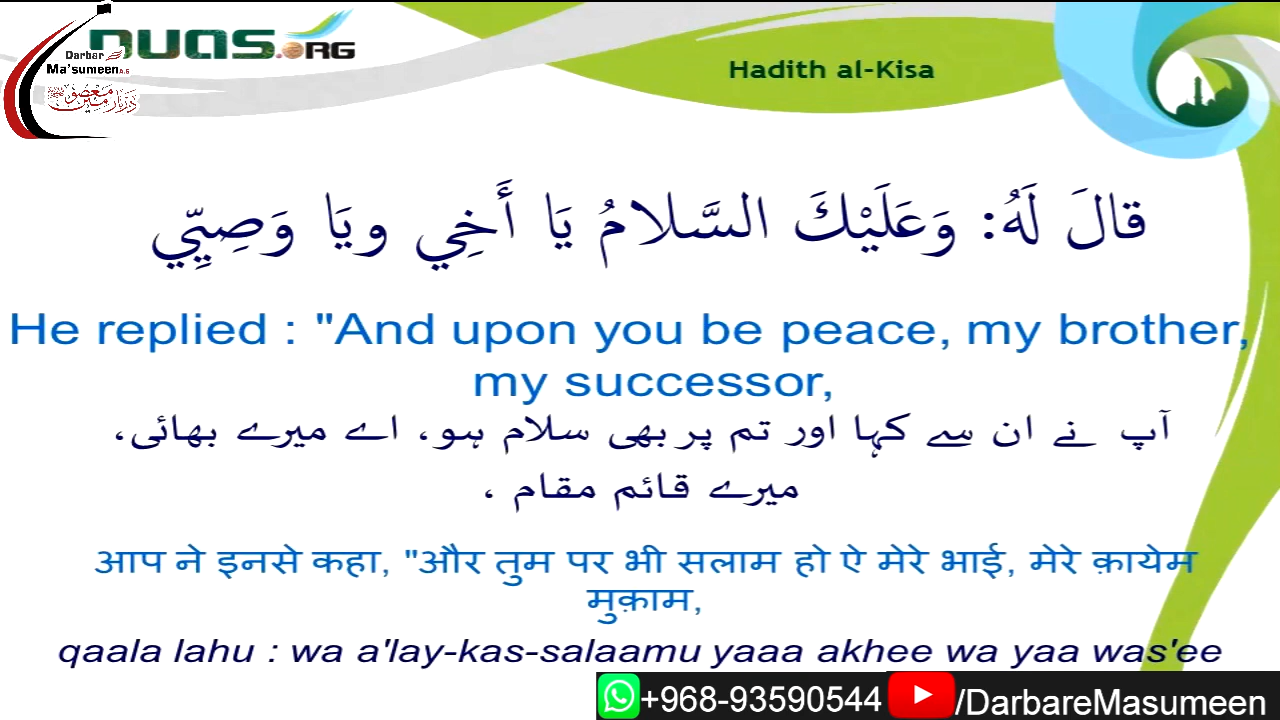 DUAS.ORG
Darbar
Ma'sumeen A.S
دربار معصومین
Hadith al-Kisa
قالَ لَهُ: وَعَلَيْكَ السَّلامُ يَا أَخِي ويَا وَصِيِّي
He replied : "And upon you be peace, my brother,
my successor,
آپ نے ان سے کہا اور تم پر بھی سلام ہو، اے میرے بھائی،
میرے قائم مقام ،
आप ने इनसे कहा, "और तुम पर भी सलाम हो ऐ मेरे भाई, मेरे क़ायेम
मुक़ाम,
qaala lahu : wa a'lay-kas-salaamu yaaa akhee wa yaa was'ee
+968-93590544 /DarbareMasumeen